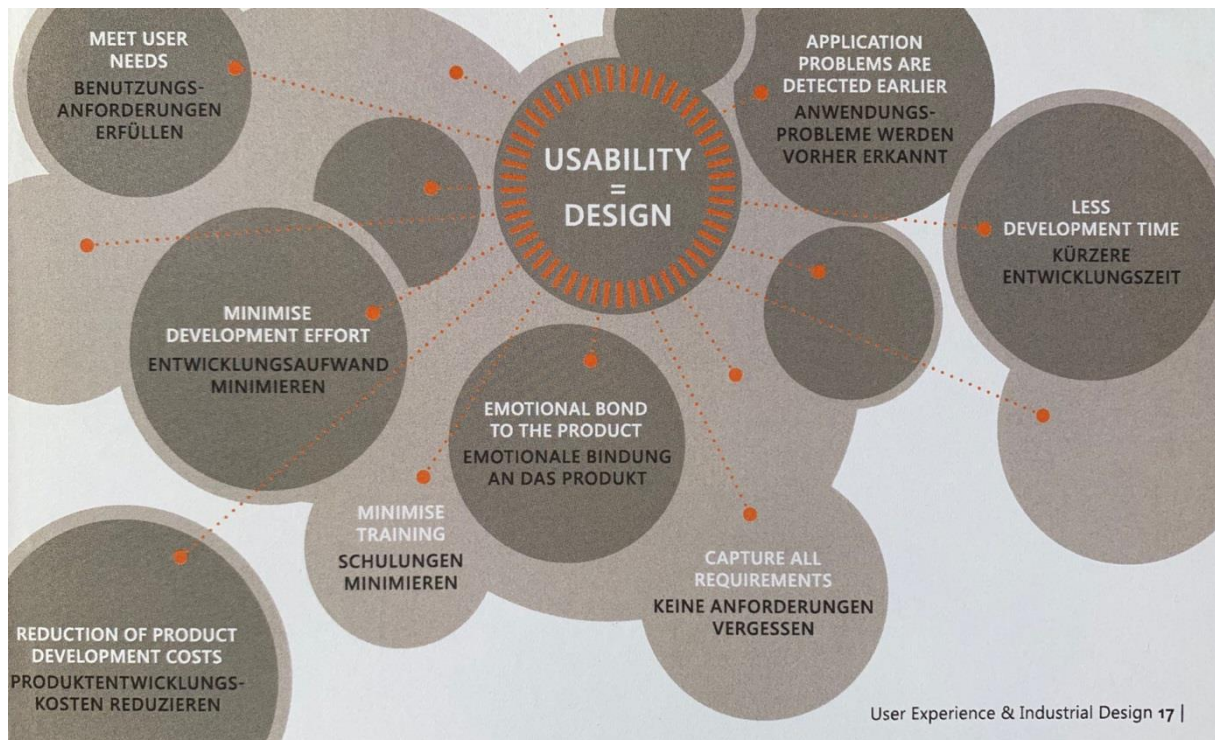 MEET USER
NEEDS
BENUTZUNGS-
ANFORDERUNGEN
ERFÜLLEN
APPLICATION
PROBLEMS ARE
DETECTED EARLIER
ANWENDUNGS-
PROBLEME WERDEN
VORHER ERKANNT
USABILITY
=
DESIGN
LESS
DEVELOPMENT TIME
KÜRZERE
ENTWICKLUNGSZEIT
MINIMISE
DEVELOPMENT EFFORT
ENTWICKLUNGSAUFWAND
MINIMIEREN
EMOTIONAL BOND
TO THE PRODUCT
EMOTIONALE BINDUNG
AN DAS PRODUKT
MINIMISE
TRAINING
SCHULUNGEN
MINIMIEREN
CAPTURE ALL
REQUIREMENTS
KEINE ANFORDERUNGEN
VERGESSEN
REDUCTION OF PRODUCT
DEVELOPMENT COSTS
PRODUKTENTWICKLUNGS-
KOSTEN REDUZIEREN
User Experience & Industrial Design 17 |